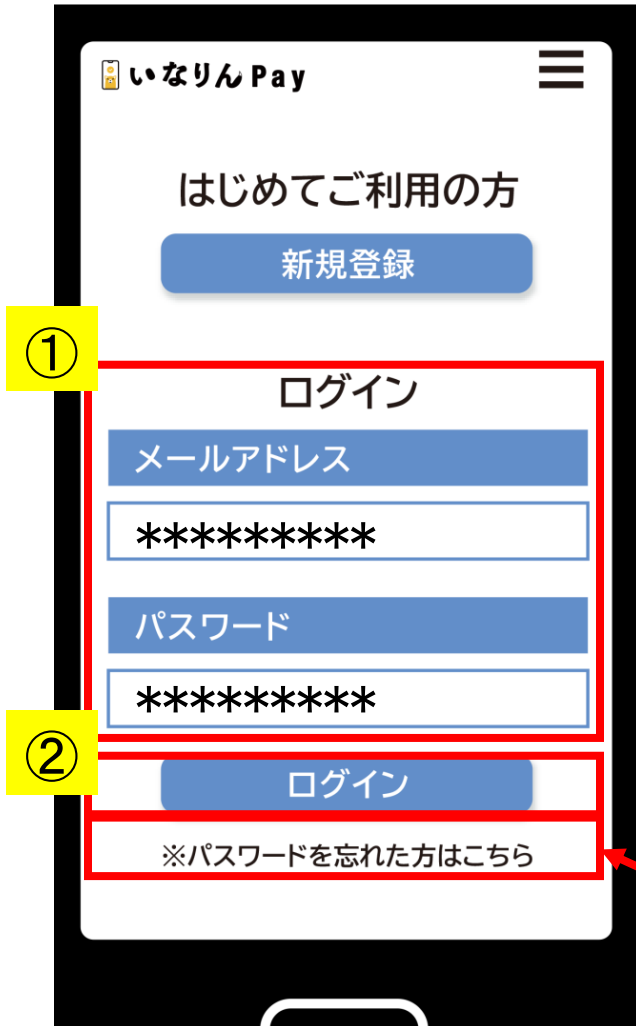 いなりんPay
はじめてご利用の方
新規登録
①
ログイン
メールアドレス
*********
パスワード
*********
②
ログイン
※パスワードを忘れた方はこちら